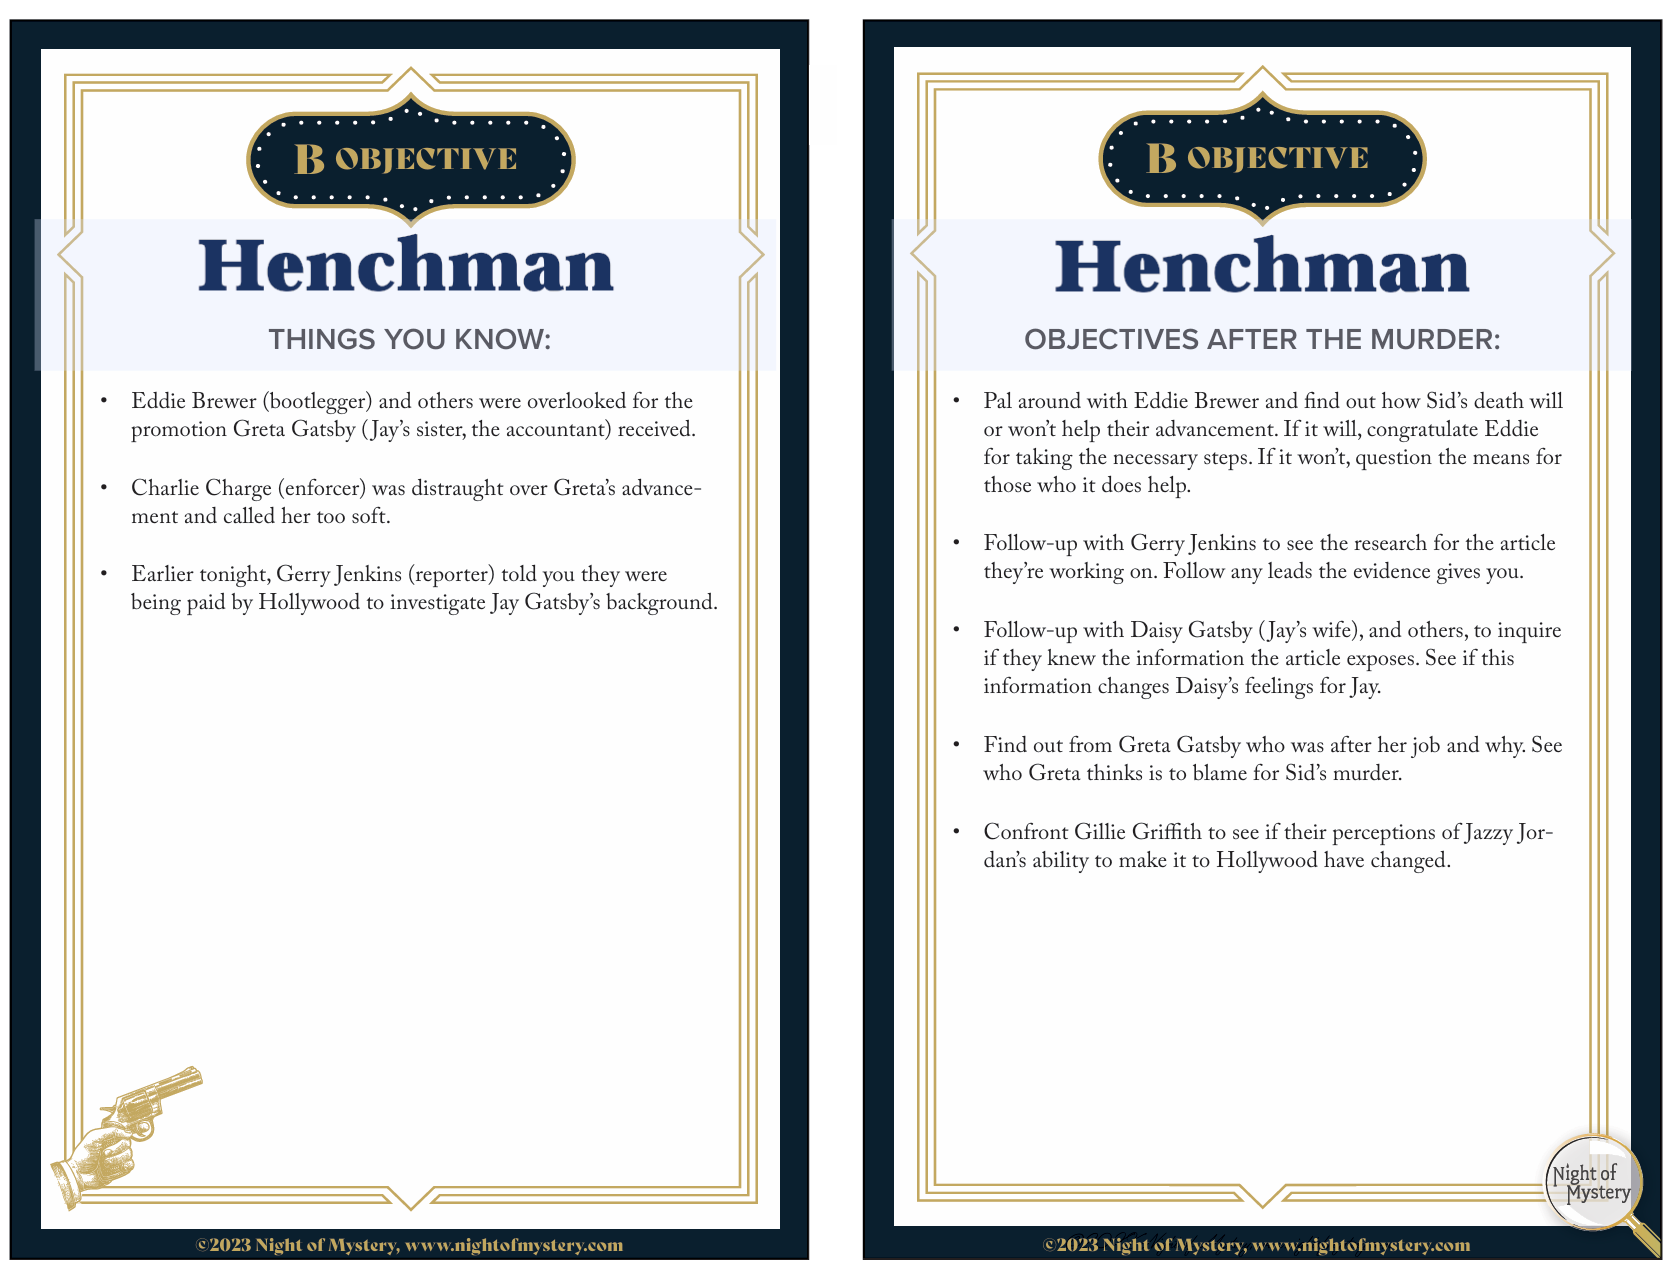 B OBJECTIVE
Henchman
THINGS YOU KNOW:
• Eddie Brewer (bootlegger) and others were overlooked for the
promotion Greta Gatsby (Jay’s sister, the accountant) received.
• Charlie Charge (enforcer) was distraught over Greta’s advance-
ment and called her too soft.
• Earlier tonight, Gerry Jenkins (reporter) told you they were
being paid by Hollywood to investigate Jay Gatsby’s background.
©2023 Night of Mystery, www.nightofmystery.com
B OBJECTIVE
Henchman
OBJECTIVES AFTER THE MURDER:
• Pal around with Eddie Brewer and find out how Sid’s death will
or won’t help their advancement. If it will, congratulate Eddie
for taking the necessary steps. If it won’t, question the means for
those who it does help.
• Follow-up with Gerry Jenkins to see the research for the article
they’re working on. Follow any leads the evidence gives you.
• Follow-up with Daisy Gatsby (Jay’s wife), and others, to inquire
if they knew the information the article exposes. See if this
information changes Daisy’s feelings for Jay.
• Find out from Greta Gatsby who was after her job and why. See
who Greta thinks is to blame for Sid’s murder.
• Confront Gillie Griffith to see if their perceptions of Jazzy Jor-
dan’s ability to make it to Hollywood have changed.
Night of
Mystery
©2023 Night of Mystery, www.nightofmystery.com